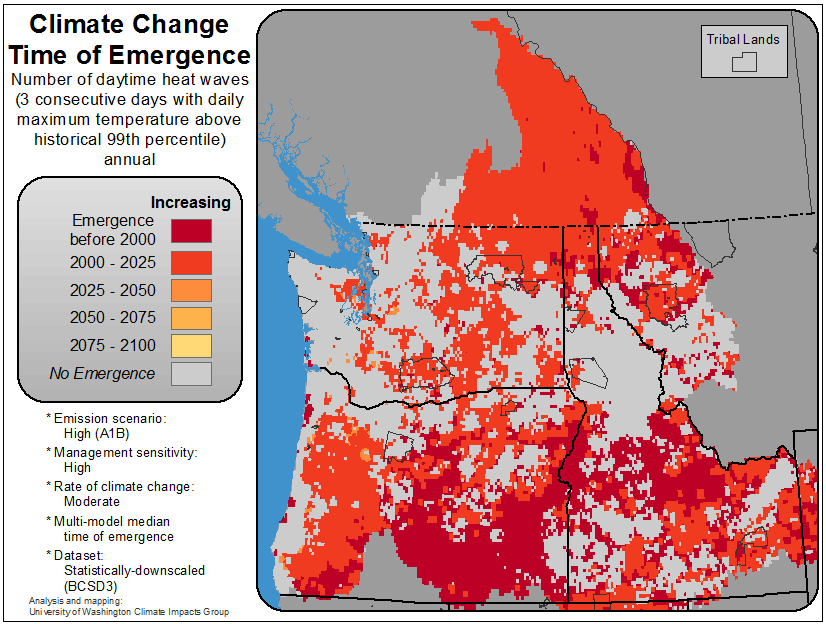 Climate Change
Time of Emergence
Number of daytime heat waves
(3 consecutive days with daily
maximum temperature above
historical 99th percentile)
annual
Increasing
Emergence
before 2000
2000 - 2025
2025 - 2050
2050 - 2075
2075 - 2100
No Emergence
* Emission scenario:
High (A1B)
* Management sensitivity:
High
* Rate of climate change:
Moderate
* Multi-model median
time of emergence
* Dataset:
Statistically-downscaled
(BCSD3)
Analysis and mapping:
University of Washington Climate Impacts Group
Tribal Lands